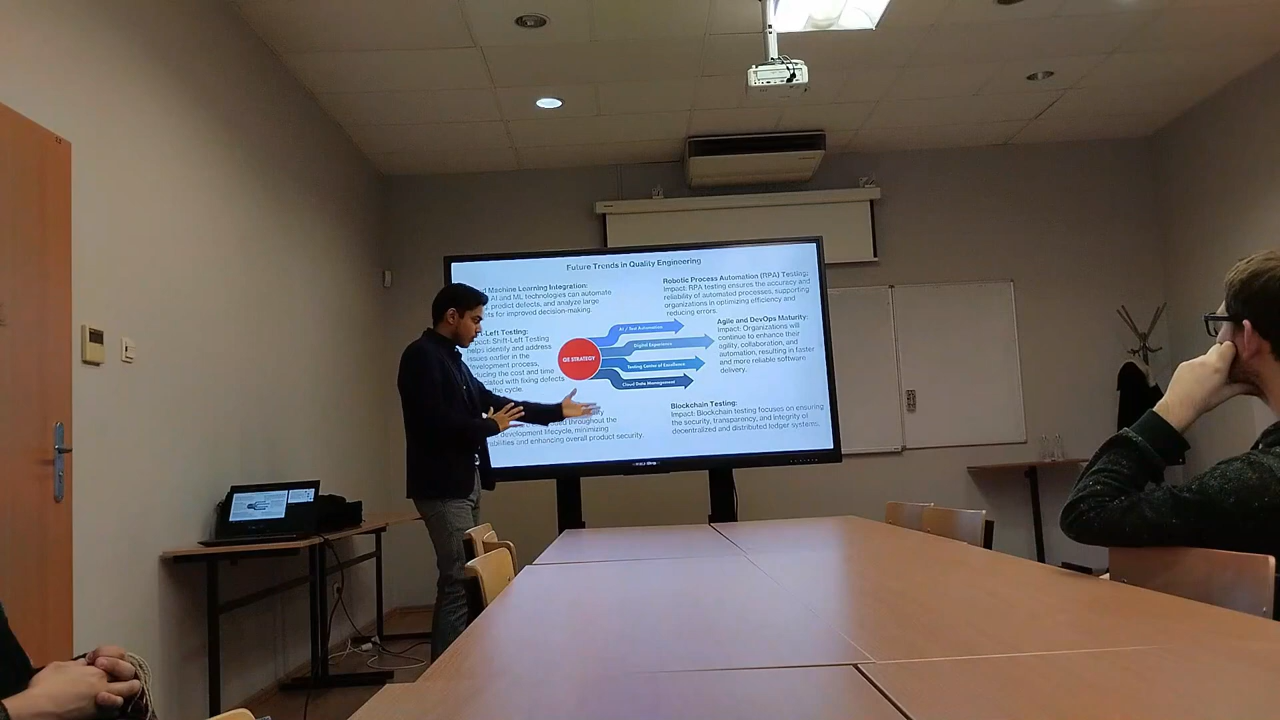 Future Trends in Quality Engineering
Machine Learning Integration:
AI and ML technologies can automate
predict defects, and analyze large
for improved decision-making.
-Left Testing:
Impact: Shift-Left Testing
helps identify and address
issues earlier in the
development process,
the cost and time
with fixing defects
the cycle.
throughout the
development lifecycle, minimizing
and enhancing overall product security.
QE STRATEGY
AI / Test Automation
Digital Experience
Testing Center of Excellence
Cloud Data Management
Robotic Process Automation (RPA) Testing:
Impact: RPA testing ensures the accuracy and
reliability of automated processes, supporting
organizations in optimizing efficiency and
reducing errors.
Agile and DevOps Maturity:
Impact: Organizations will
continue to enhance their
agility, collaboration, and
automation, resulting in faster
and more reliable software
delivery.
Blockchain Testing:
Impact: Blockchain testing focuses on ensuring
the security, transparency, and integrity of
decentralized and distributed ledger systems.